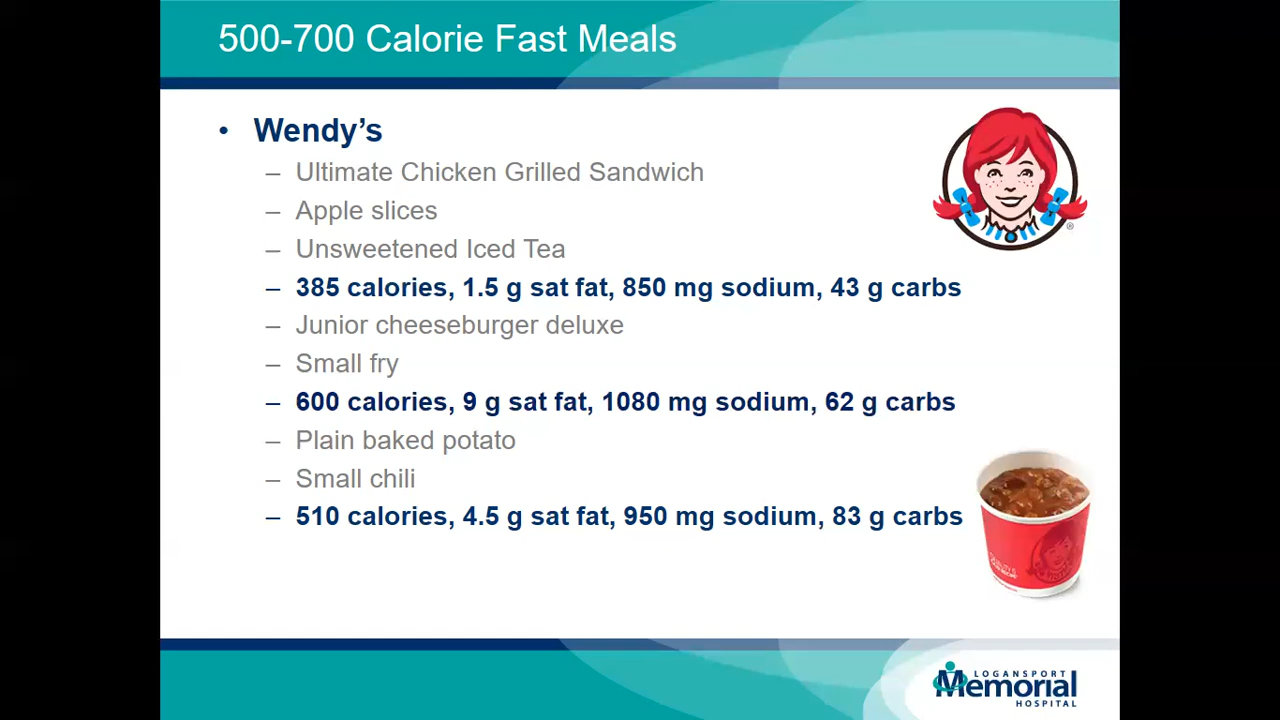 500-700 Calorie Fast Meals
• Wendy’s
– Ultimate Chicken Grilled Sandwich
– Apple slices
– Unsweetened Iced Tea
– 385 calories, 1.5 g sat fat, 850 mg sodium, 43 g carbs
– Junior cheeseburger deluxe
– Small fry
– 600 calories, 9 g sat fat, 1080 mg sodium, 62 g carbs
– Plain baked potato
– Small chili
– 510 calories, 4.5 g sat fat, 950 mg sodium, 83 g carbs
®
LOGANSPORT
Memorial
HOSPITAL